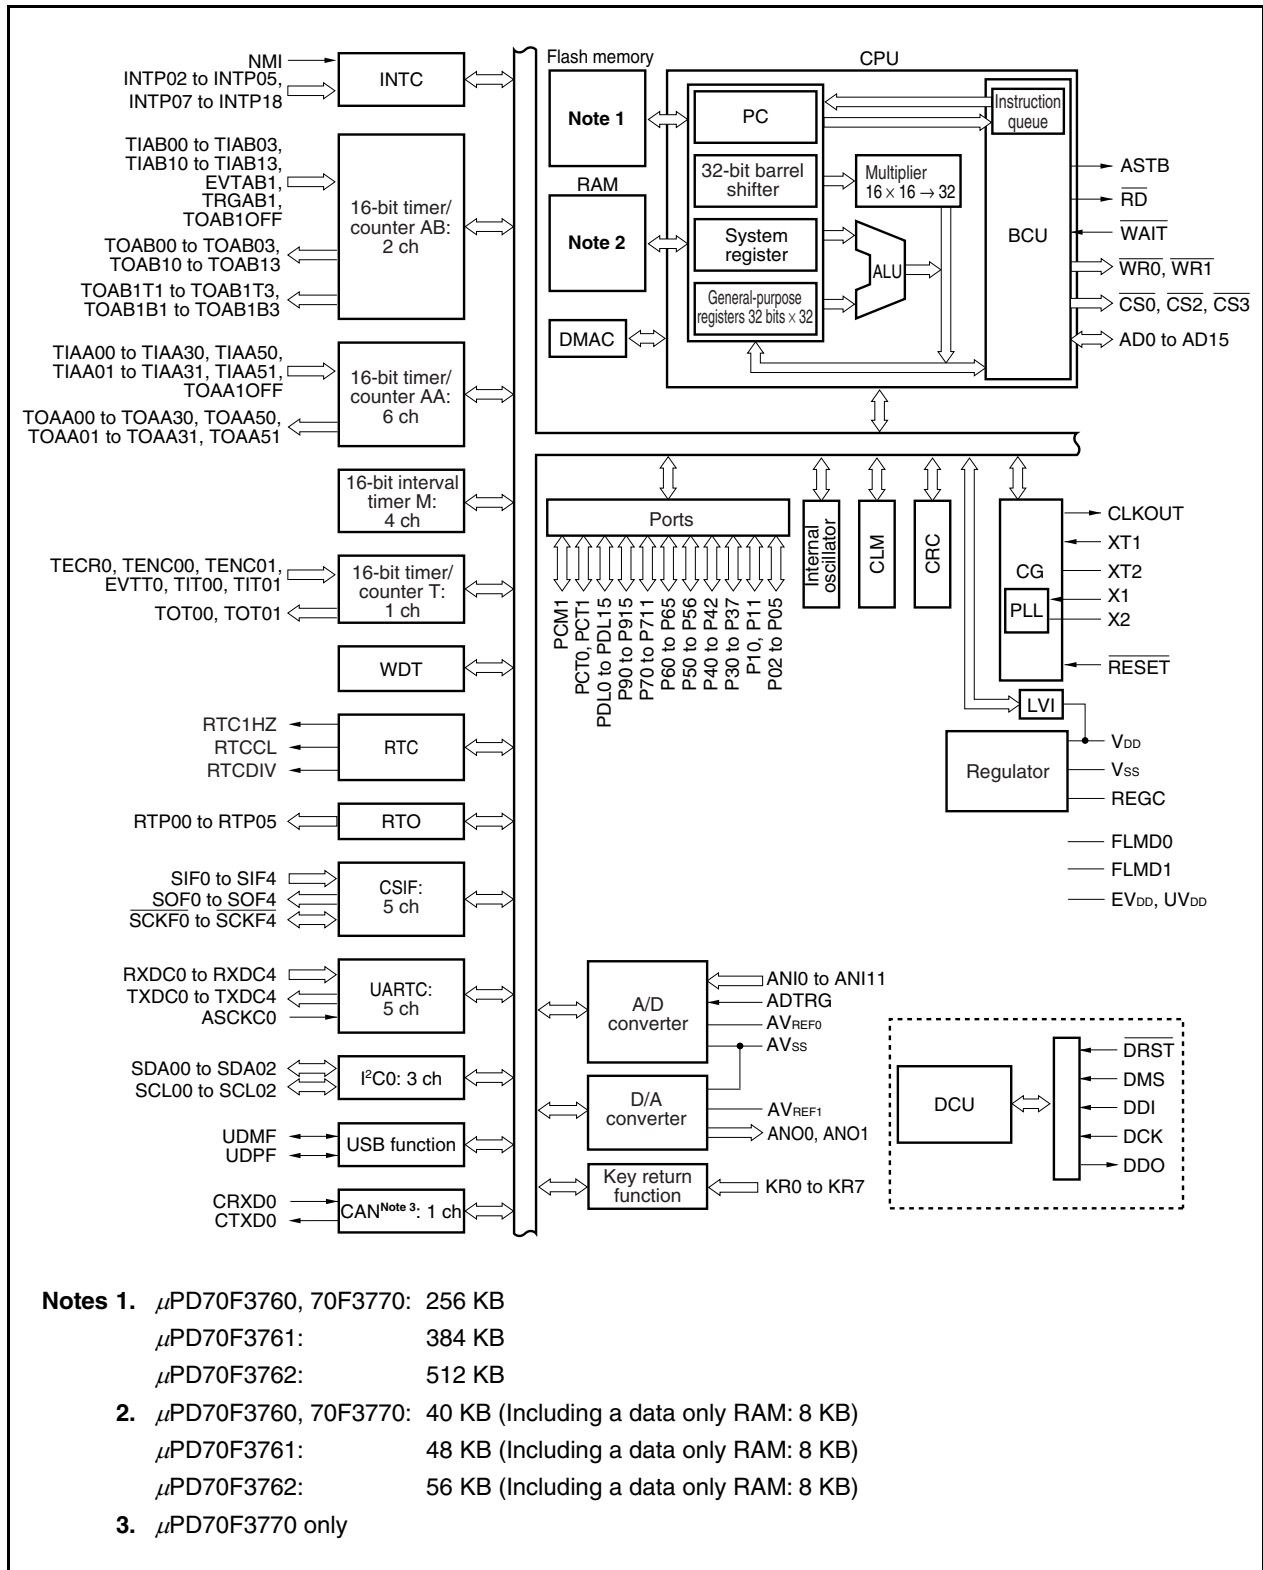 NMI
INTP02 to INTP05,
INTP07 to INTP18
INTC
TIAB00 to TIAB03,
TIAB10 to TIAB13,
EVTAB1,
TRGAB1,
TOAB1OFF
TOAB00 to TOAB03,
TOAB10 to TOAB13
TOAB1T1 to TOAB1T3,
TOAB1B1 to TOAB1B3
16-bit timer/
counter AB:
2 ch
TIAA00 to TIAA30, TIAA50,
TIAA01 to TIAA31, TIAA51,
TOAA1OFF
TOAA00 to TOAA30, TOAA50,
TOAA01 to TOAA31, TOAA51
16-bit timer/
counter AA:
6 ch
16-bit interval
timer M:
4 ch
TECR0, TENC00, TENC01,
EVTT0, TIT00, TIT01
TOT00, TOT01
16-bit timer/
counter T:
1 ch
WDT
RTC1HZ
RTCCL
RTCDIV
RTC
RTP00 to RTP05
RTO
SIF0 to SIF4
SOF0 to SOF4
SCKF0 to SCKF4
CSIF:
5 ch
RXDC0 to RXDC4
TXDC0 to TXDC4
ASCKC0
UARTC:
5 ch
SDA00 to SDA02
SCL00 to SCL02
I²C0: 3 ch
UDMF
UDPF
USB function
CRXD0
CTXD0
CAN Note 3: 1 ch
Flash memory
Note 1
RAM
Note 2
DMAC
CPU
PC
32-bit barrel
shifter
System
register
General-purpose
registers 32 bits × 32
Multiplier
16 × 16 → 32
ALU
Instruction
queue
BCU
ASTB
RD
WAIT
WR0, WR1
CS0, CS2, CS3
AD0 to AD15
Ports
PCM1
PCT0, PCT1
PDL0 to PDL15
P90 to P915
P70 to P711
P60 to P65
P50 to P56
P40 to P42
P30 to P37
P10, P11
P02 to P05
Internal
oscillator
CLM
CRC
CG
PLL
CLKOUT
XT1
XT2
X1
X2
RESET
LVI
Regulator
VDD
VSS
REGC
FLMD0
FLMD1
EVDD, UVDD
A/D
converter
ANI0 to ANI11
ADTRG
AVREF0
AVSS
D/A
converter
AVREF1
ANO0, ANO1
Key return
function
KR0 to KR7
DCU
DRST
DMS
DDI
DCK
DDO
Notes 1. µPD70F3760, 70F3770: 256 KB
µPD70F3761: 384 KB
µPD70F3762: 512 KB
2. µPD70F3760, 70F3770: 40 KB (Including a data only RAM: 8 KB)
µPD70F3761: 48 KB (Including a data only RAM: 8 KB)
µPD70F3762: 56 KB (Including a data only RAM: 8 KB)
3. µPD70F3770 only